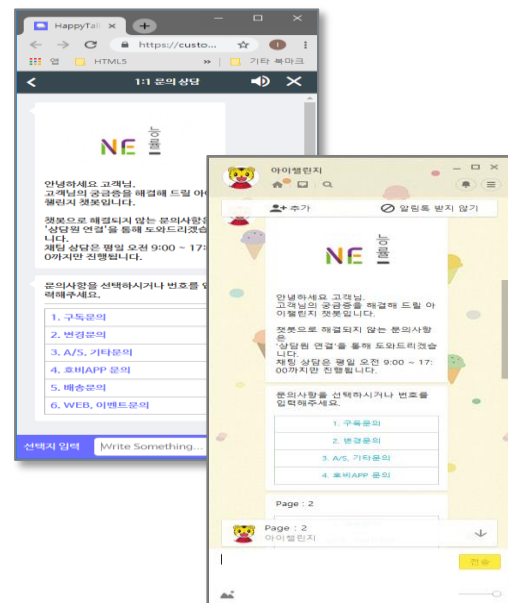 HappyTal
https://custo...
앱
HTML5
기타 북마크
1:1 문의상담
NE 능률
안녕하세요 고객님.
고객님의 궁금증을 해결해 드릴 아이
챌린지 챗봇입니다.
챗봇으로 해결되지 않는 문의사항은
'상담원 연결'을 통해 도와드리겠습
니다.
채팅 상담은 평일 오전 9:00 ~ 17:
0까지만 진행됩니다.
문의사항을 선택하시거나 번호를 입
력해주세요.
1. 구독문의
2. 변경문의
3. A/S, 기타문의
4. 호비APP 문의
5. 배송문의
6. WEB, 이벤트문의
선택지 입력
Write Something...
아이챌린지
추가
알림톡 받지 않기
NE 능률
안녕하세요 고객님.
고객님의 궁금증을 해결해 드릴 아
이챌린지 챗봇입니다.
챗봇으로 해결되지 않는 문의사항
은
'상담원 연결'을 통해 도와드리겠습
니다.
채팅 상담은 평일 오전 9:00 ~ 17:
00까지만 진행됩니다.
문의사항을 선택하시거나 번호를
입력해주세요.
1. 구독문의
2. 변경문의
3. A/S, 기타문의
4. 호비APP 문의
Page : 2
Page : 2
아이챌린지
전송